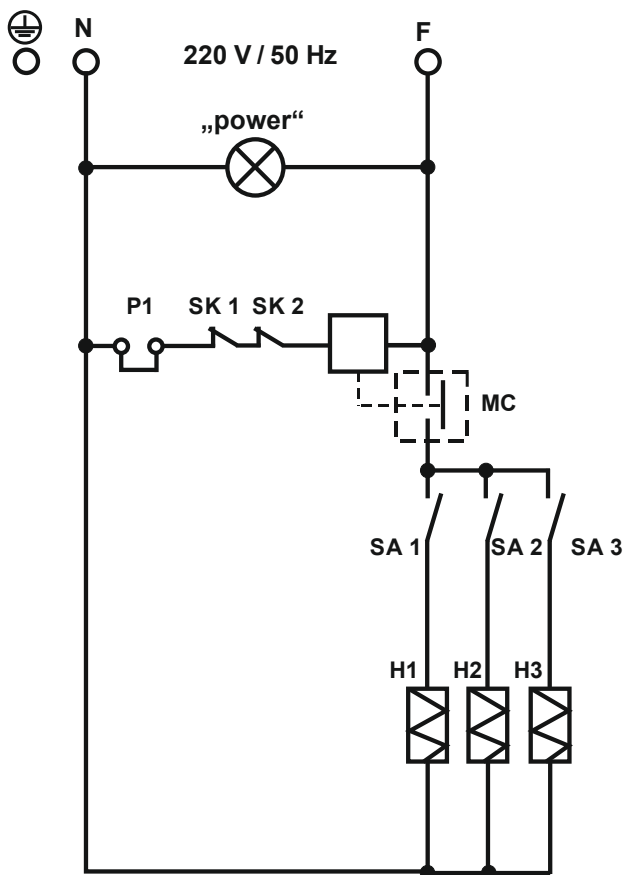 N
F
220 V / 50 Hz
„power“
P1
SK 1
SK 2
MC
SA 1
SA 2
SA 3
H1
H2
H3